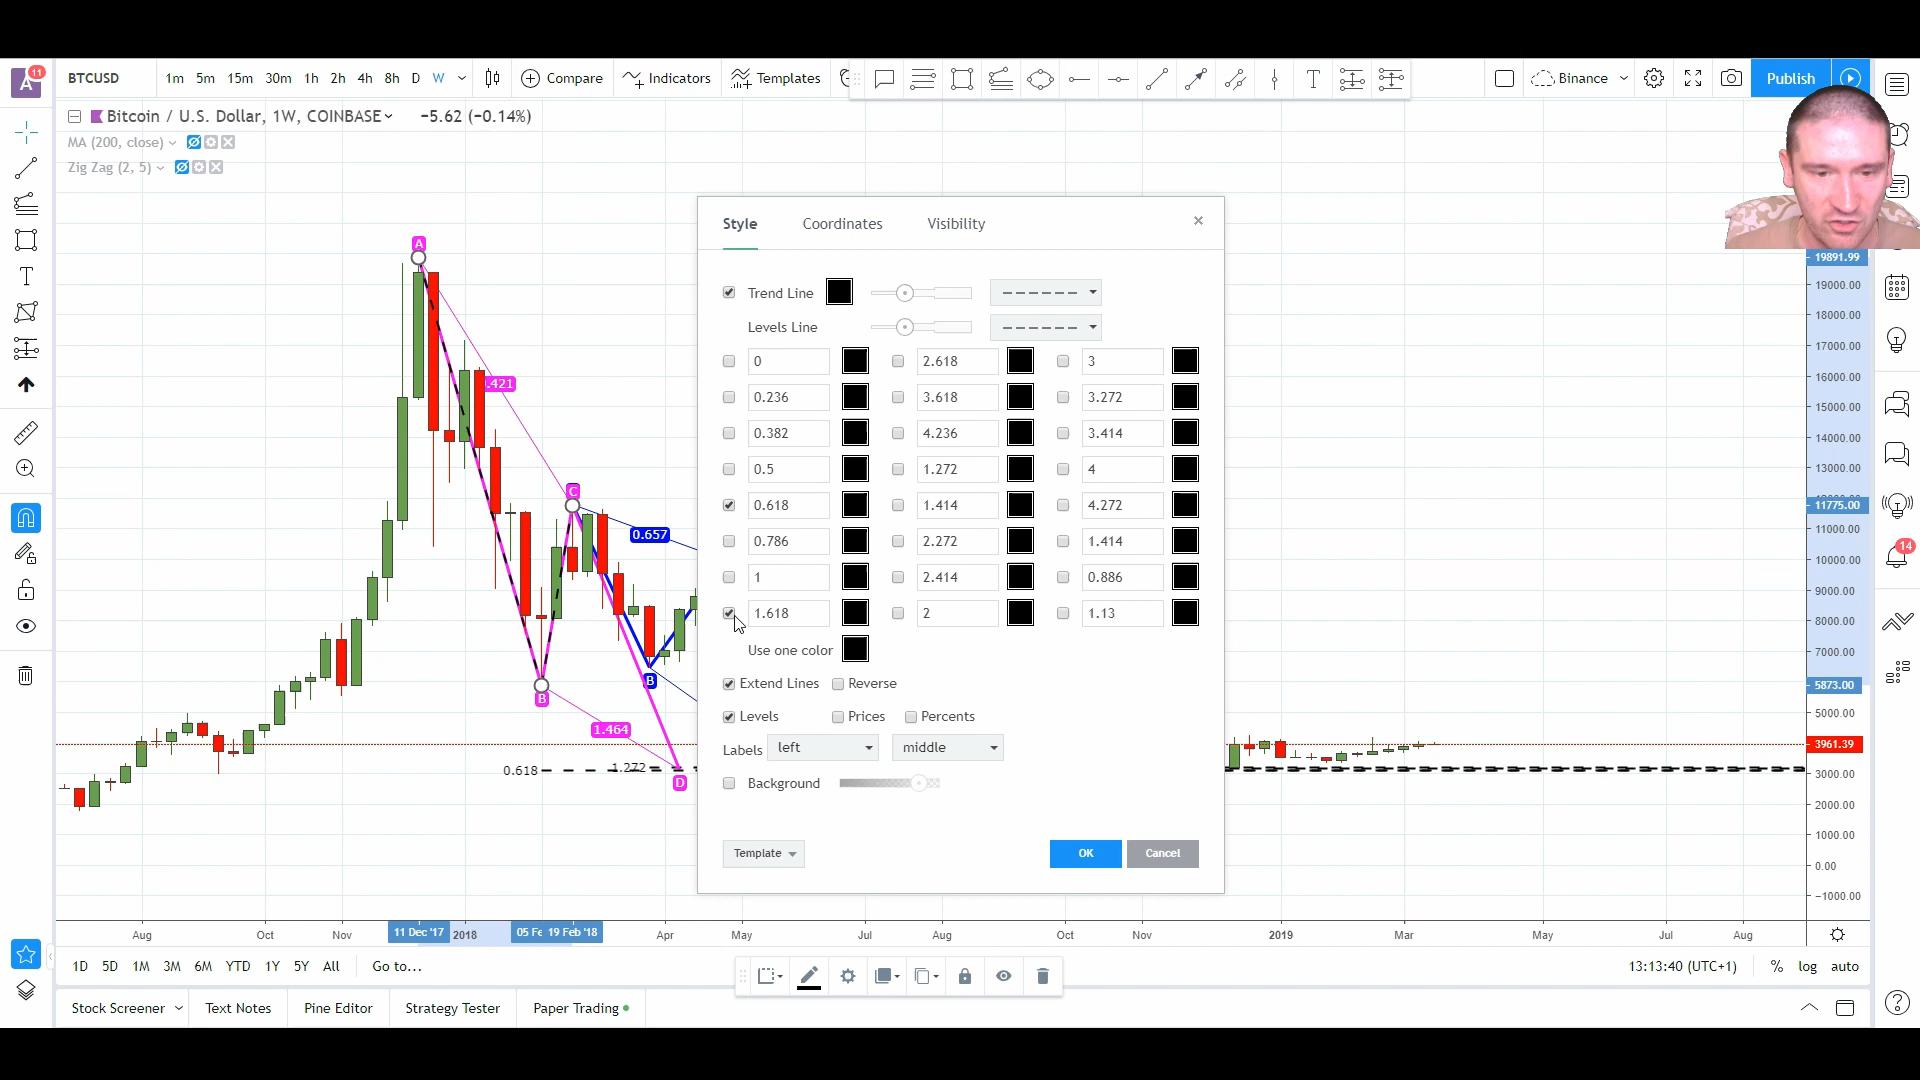 A
11
BTCUSD
1m 5m 15m 30m 1h 2h 4h 8h D W
Compare
Indicators
Templates
Binance
Publish
Bitcoin / U.S. Dollar, 1W, COINBASE
−5.62 (−0.14%)
MA (200, close)
Zig Zag (2, 5)
Style
Coordinates
Visibility
Trend Line
Levels Line
0 2.618 3
0.236 3.618 3.272
0.382 4.236 3.414
0.5 1.272 4
0.618 1.414 4.272
0.786 2.272 1.414
1 2.414 0.886
1.618 2 1.13
Use one color
Extend Lines Reverse
Levels Prices Percents
Labels left middle
Background
Template
OK
Cancel
A
.421
C
0.657
B
B
1.464
0.618
1.272
D
19891.99
19000.00
18000.00
17000.00
16000.00
15000.00
14000.00
13000.00
11775.00
11000.00
10000.00
9000.00
8000.00
7000.00
5873.00
5000.00
3961.39
3000.00
2000.00
1000.00
0.00
−1000.00
14
Aug Oct Nov 11 Dec '17 2018 05 Fe 19 Feb '18 Apr May Jul Aug Oct Nov 2019 Mar May Jul Aug
1D 5D 1M 3M 6M YTD 1Y 5Y All Go to...
13:13:40 (UTC+1) % log auto
Stock Screener Text Notes Pine Editor Strategy Tester Paper Trading